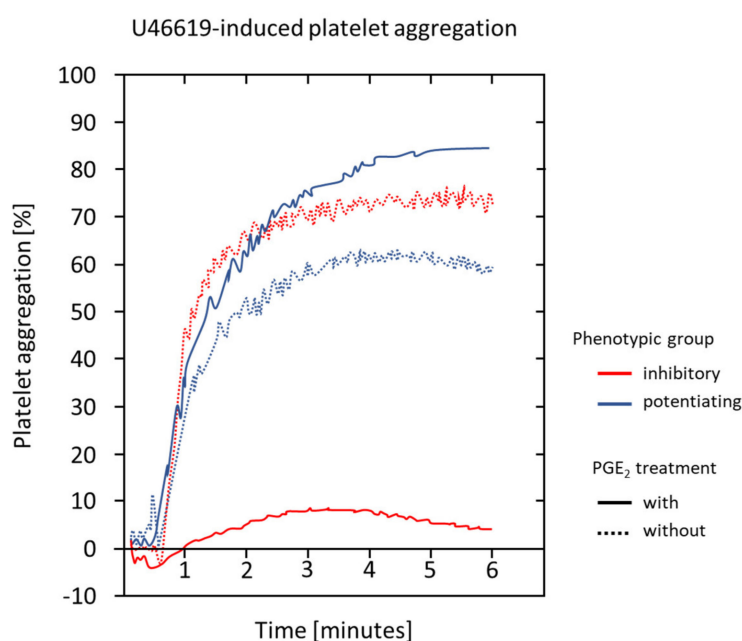 U46619-induced platelet aggregation
100
90
80
70
60
50
40
30
20
10
0
-10
Platelet aggregation [%]
1 2 3 4 5 6
Time [minutes]
Phenotypic group
inhibitory
potentiating
PGE₂ treatment
with
without